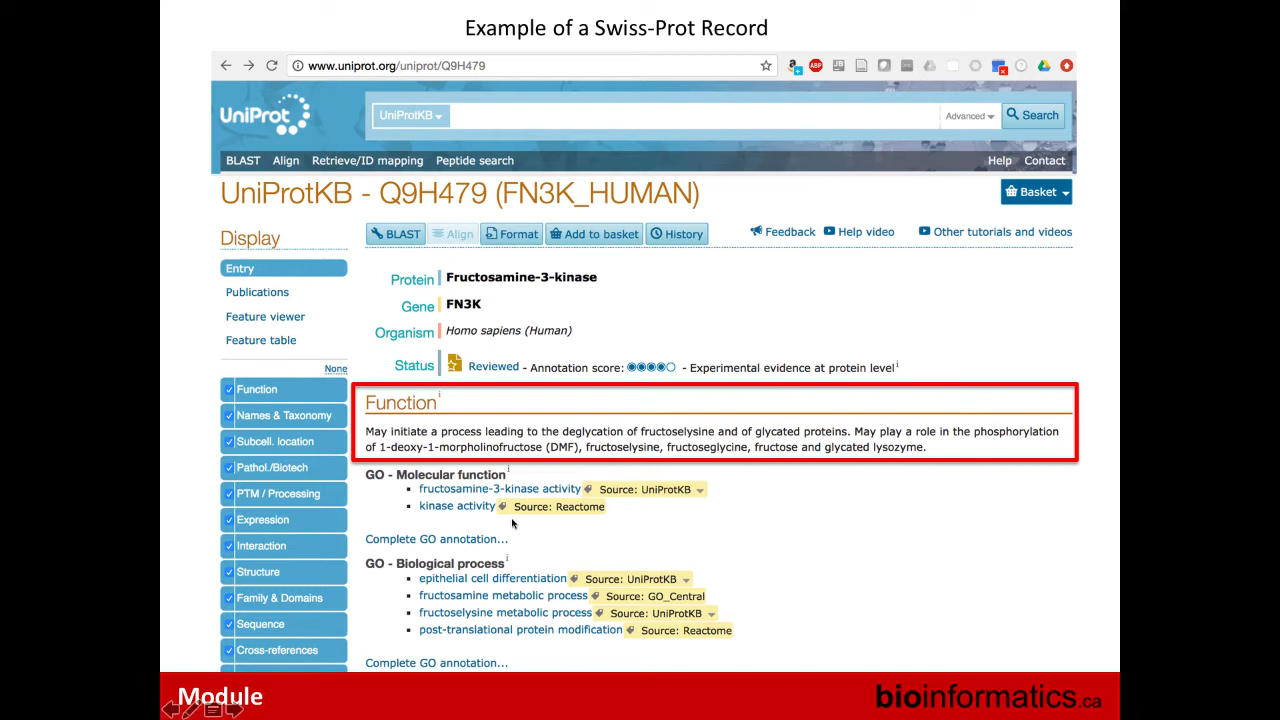 Example of a Swiss-Prot Record
www.uniprot.org/uniprot/Q9H479
ABP
UniProt
UniProtKB
Advanced
Search
BLAST Align Retrieve/ID mapping Peptide search Help Contact
UniProtKB - Q9H479 (FN3K_HUMAN)
Basket
Display
BLAST Align Format Add to basket History Feedback Help video Other tutorials and videos
Entry
Publications
Feature viewer
Feature table
None
Function
Names & Taxonomy
Subcell. location
Pathol./Biotech
PTM / Processing
Expression
Interaction
Structure
Family & Domains
Sequence
Cross-references
Protein Fructosamine-3-kinase
Gene FN3K
Organism Homo sapiens (Human)
Status Reviewed - Annotation score: - Experimental evidence at protein level i
Function i
May initiate a process leading to the deglycation of fructoselysine and of glycated proteins. May play a role in the phosphorylation
of 1-deoxy-1-morpholinofructose (DMF), fructoselysine, fructoseglycine, fructose and glycated lysozyme.
GO - Molecular function i
▪ fructosamine-3-kinase activity Source: UniProtKB
▪ kinase activity Source: Reactome
Complete GO annotation...
GO - Biological process i
▪ epithelial cell differentiation Source: UniProtKB
▪ fructosamine metabolic process Source: GO_Central
▪ fructoselysine metabolic process Source: UniProtKB
▪ post-translational protein modification Source: Reactome
Complete GO annotation...
Module
bioinformatics.ca